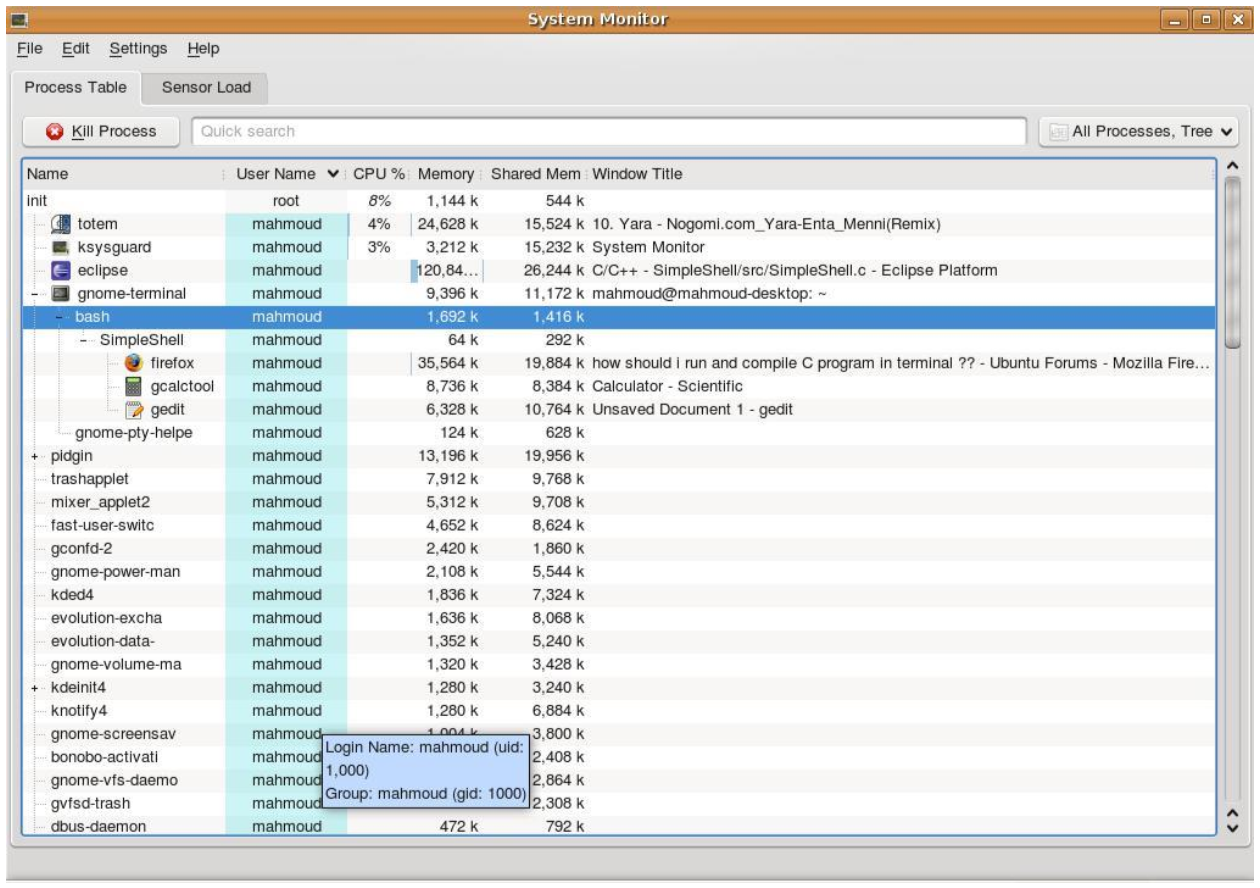 System Monitor
File Edit Settings Help
Process Table Sensor Load
Kill Process Quick search All Processes, Tree
Name User Name CPU % Memory Shared Mem Window Title
init root 8% 1,144 k 544 k
totem mahmoud 4% 24,628 k 15,524 k 10. Yara - Nogomi.com_Yara-Enta_Menni(Remix)
ksysguard mahmoud 3% 3,212 k 15,232 k System Monitor
eclipse mahmoud 120,84... 26,244 k C/C++ - SimpleShell/src/SimpleShell.c - Eclipse Platform
gnome-terminal mahmoud 9,396 k 11,172 k mahmoud@mahmoud-desktop: ~
bash mahmoud 1,692 k 1,416 k
SimpleShell mahmoud 64 k 292 k
firefox mahmoud 35,564 k 19,884 k how should i run and compile C program in terminal ?? - Ubuntu Forums - Mozilla Fire...
gcalctool mahmoud 8,736 k 8,384 k Calculator - Scientific
gedit mahmoud 6,328 k 10,764 k Unsaved Document 1 - gedit
gnome-pty-helpe mahmoud 124 k 628 k
pidgin mahmoud 13,196 k 19,956 k
trashapplet mahmoud 7,912 k 9,768 k
mixer_applet2 mahmoud 5,312 k 9,708 k
fast-user-switc mahmoud 4,652 k 8,624 k
gconfd-2 mahmoud 2,420 k 1,860 k
gnome-power-man mahmoud 2,108 k 5,544 k
kded4 mahmoud 1,836 k 7,324 k
evolution-excha mahmoud 1,636 k 8,068 k
evolution-data- mahmoud 1,352 k 5,240 k
gnome-volume-ma mahmoud 1,320 k 3,428 k
kdeinit4 mahmoud 1,280 k 3,240 k
knotify4 mahmoud 1,280 k 6,884 k
gnome-screensav mahmoud 1,004 k 3,800 k
bonobo-activati mahmoud 2,408 k
gnome-vfs-daemo mahmoud 2,864 k
gvfsd-trash mahmoud 2,308 k
dbus-daemon mahmoud 472 k 792 k
Login Name: mahmoud (uid:
1,000)
Group: mahmoud (gid: 1000)